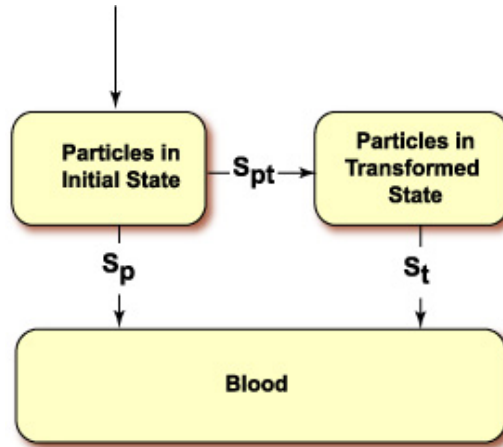 Particles in
Initial State
Spt
Particles in
Transformed
State
Sp
St
Blood